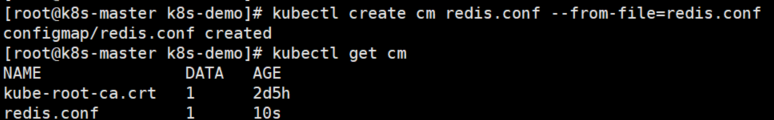 [root@k8s-master k8s-demo]# kubectl create cm redis.conf --from-file=redis.conf
configmap/redis.conf created
[root@k8s-master k8s-demo]# kubectl get cm
NAME               DATA   AGE
kube-root-ca.crt   1      2d5h
redis.conf         1      10s